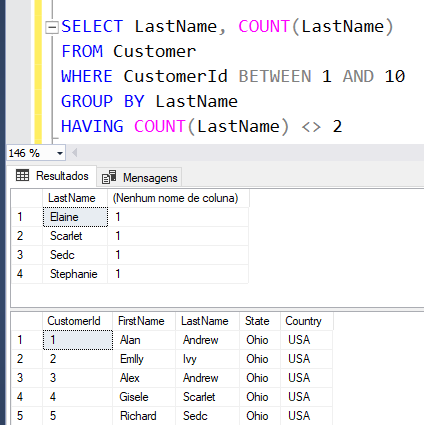 SELECT LastName, COUNT(LastName)
FROM Customer
WHERE CustomerId BETWEEN 1 AND 10
GROUP BY LastName
HAVING COUNT(LastName) <> 2
146 %
Resultados Mensagens
LastName (Nenhum nome de coluna)
1 Elaine 1
2 Scarlet 1
3 Sedc 1
4 Stephanie 1
CustomerId FirstName LastName State Country
1 1 Alan Andrew Ohio USA
2 2 Emlly Ivy Ohio USA
3 3 Alex Andrew Ohio USA
4 4 Gisele Scarlet Ohio USA
5 5 Richard Sedc Ohio USA